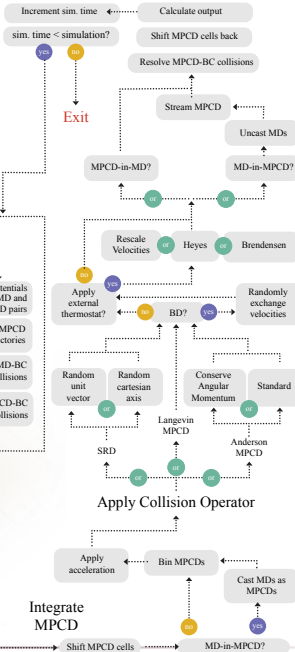 Increment sim. time
Calculate output
sim. time < simulation?
Shift MPCD cells back
yes
no
Resolve MPCD-BC collisions
Exit
Stream MPCD
Uncast MDs
MPCD-in-MD?
MD-in-MPCD?
or
or
Rescale
Velocities
or
Heyes
or
Brendensen
no
yes
Apply
external
thermostat?
no
BD?
yes
Randomly
exchange
velocities
MD and
D pairs
MPCD
MD-BC
CD-BC
Random
unit
vector
Random
cartesian
axis
or
Conserve
Angular
Momentum
Standard
or
Langevin
MPCD
SRD
Anderson
MPCD
or
or
or
Apply Collision Operator
Apply
acceleration
Bin MPCDs
Cast MDs as
MPCDs
Integrate
MPCD
no
yes
Shift MPCD cells
MD-in-MPCD?